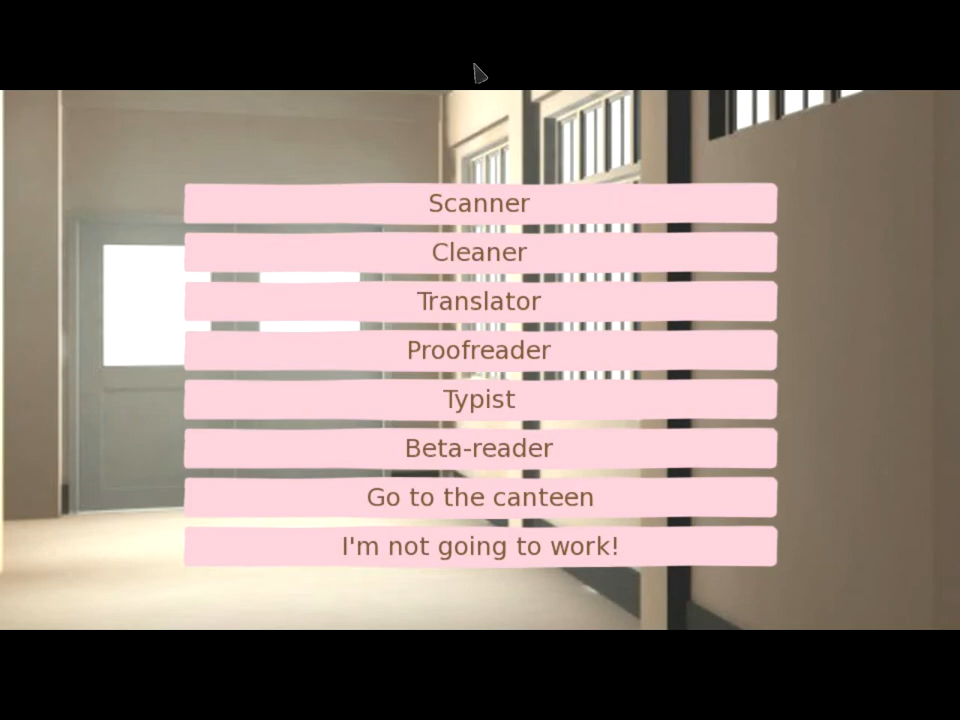 Scanner
Cleaner
Translator
Proofreader
Typist
Beta-reader
Go to the canteen
I'm not going to work!